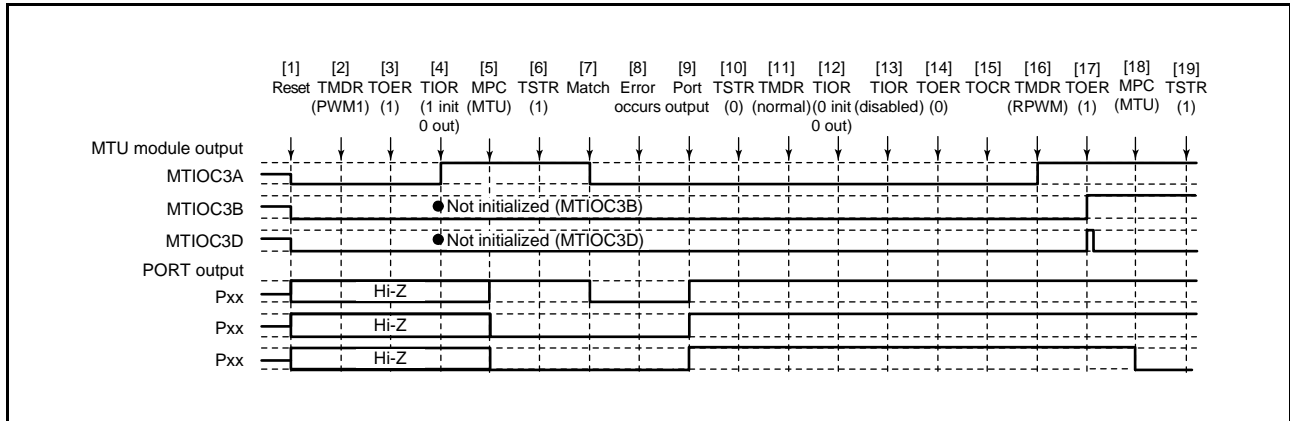 [1] [2] [3] [4] [5] [6] [7] [8] [9] [10] [11] [12] [13] [14] [15] [16] [17] [18] [19]
Reset TMDR TOER TIOR MPC TSTR Match Error Port TSTR TMDR TIOR TIOR TOER TOCR TMDR TOER MPC TSTR
(PWM1) (1) (1 init (MTU) (1) occurs output (0) (normal) (0 init (disabled) (0) (RPWM) (1) (MTU) (1)
0 out) 0 out)
MTU module output
MTIOC3A
MTIOC3B Not initialized (MTIOC3B)
MTIOC3D Not initialized (MTIOC3D)
PORT output
Pxx Hi-Z
Pxx Hi-Z
Pxx Hi-Z